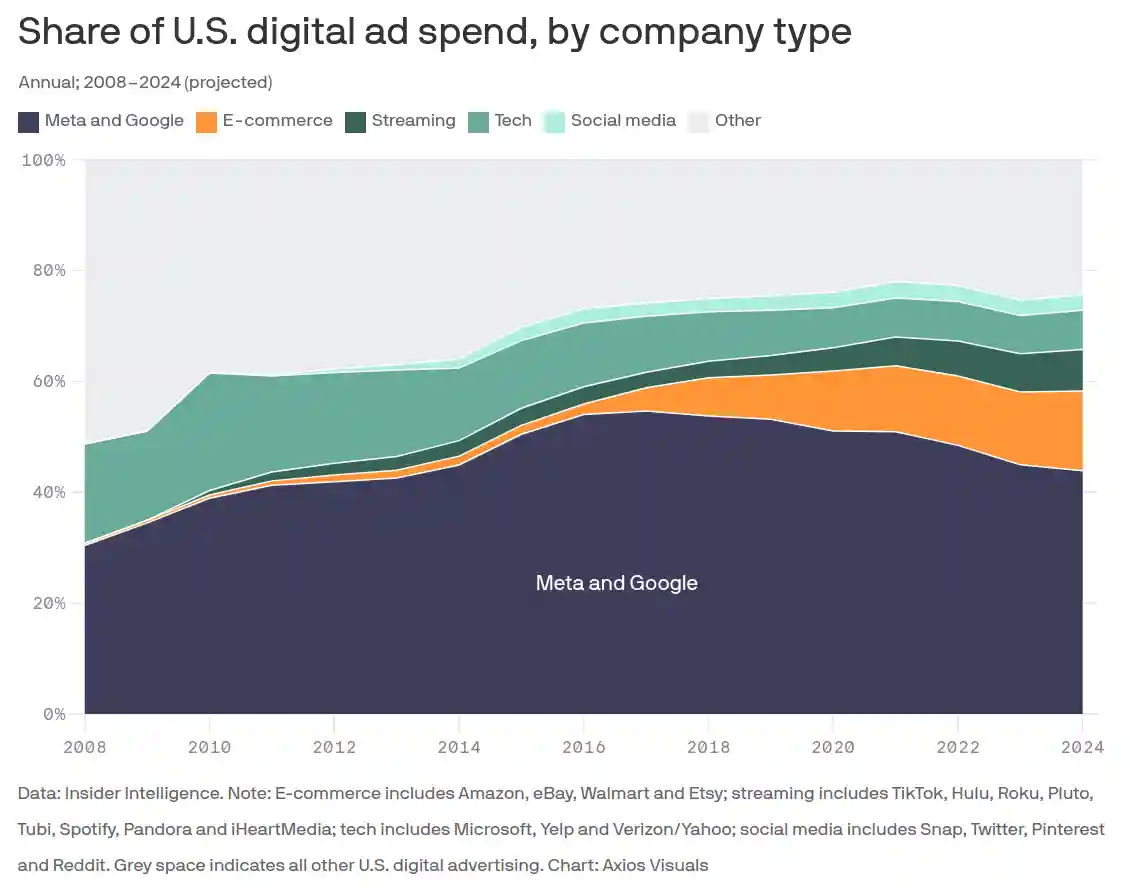 Share of U.S. digital ad spend, by company type
Annual; 2008–2024 (projected)
Meta and Google E-commerce Streaming Tech Social media Other
100%
80%
60%
40%
20%
0%
Meta and Google
2008 2010 2012 2014 2016 2018 2020 2022 2024
Data: Insider Intelligence. Note: E-commerce includes Amazon, eBay, Walmart and Etsy; streaming includes TikTok, Hulu, Roku, Pluto,
Tubi, Spotify, Pandora and iHeartMedia; tech includes Microsoft, Yelp and Verizon/Yahoo; social media includes Snap, Twitter, Pinterest
and Reddit. Grey space indicates all other U.S. digital advertising. Chart: Axios Visuals